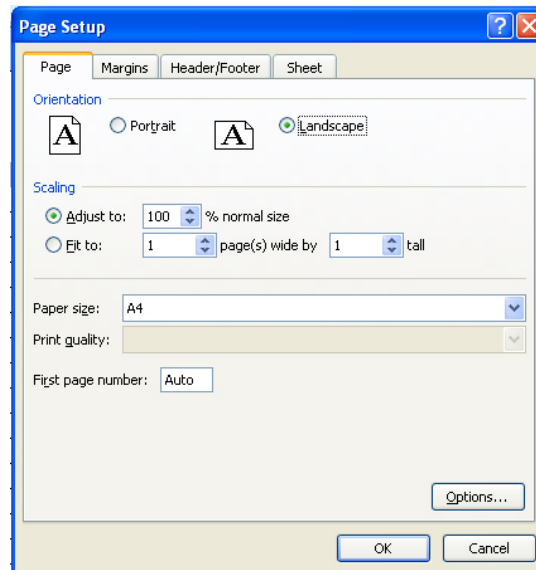 Page Setup
Page Margins Header/Footer Sheet
Orientation
A Portrait A Landscape
Scaling
Adjust to: 100 % normal size
Fit to: 1 page(s) wide by 1 tall
Paper size: A4
Print quality:
First page number: Auto
Options...
OK Cancel